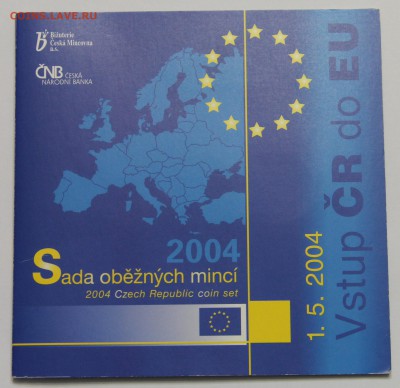 COINS.LAVE.RU
Bižuterie
Česká Mincovna
a.s.
ČNB ČESKÁ
NÁRODNÍ BANKA
2004
Sada oběžných mincí
2004 Czech Republic coin set
1. 5. 2004
Vstup ČR do EU